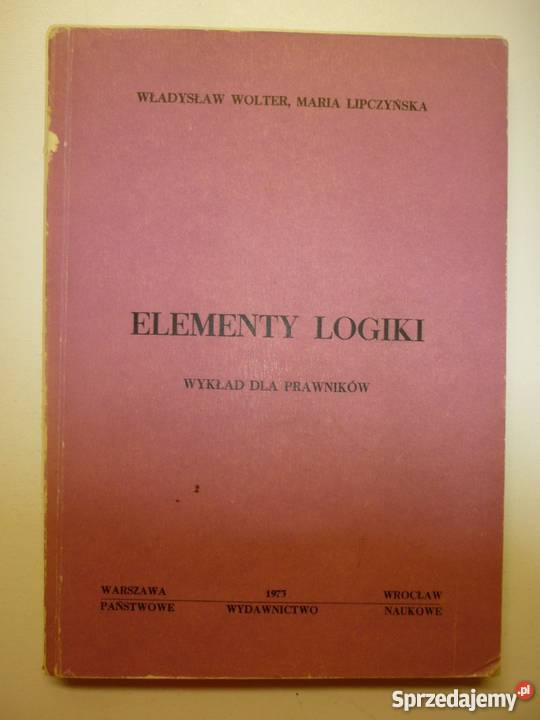 WŁADYSŁAW WOLTER, MARIA LIPCZYŃSKA
ELEMENTY LOGIKI
WYKŁAD DLA PRAWNIKÓW
2
WARSZAWA 1973 WROCŁAW
PAŃSTWOWE WYDAWNICTWO NAUKOWE
Sprzedajemy.pl